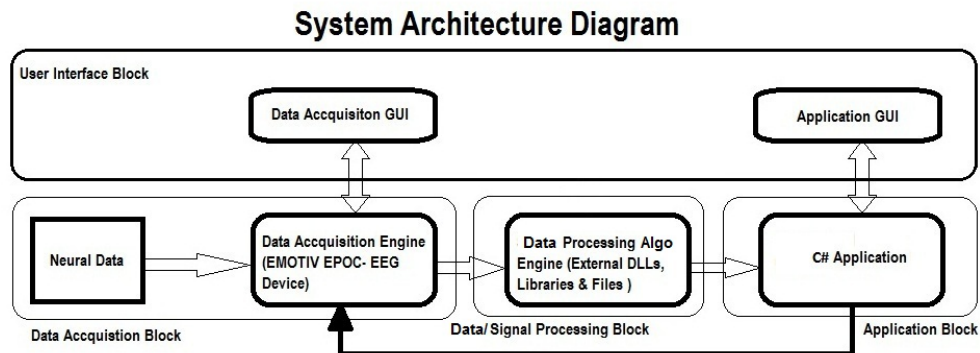 System Architecture Diagram
User Interface Block
Data Accquisiton GUI
Application GUI
Neural Data
Data Accquisition Engine
(EMOTIV EPOC- EEG
Device)
Data Processing Algo
Engine (External DLLs,
Libraries & Files )
C# Application
Data Accquistion Block
Data/ Signal Processing Block
Application Block